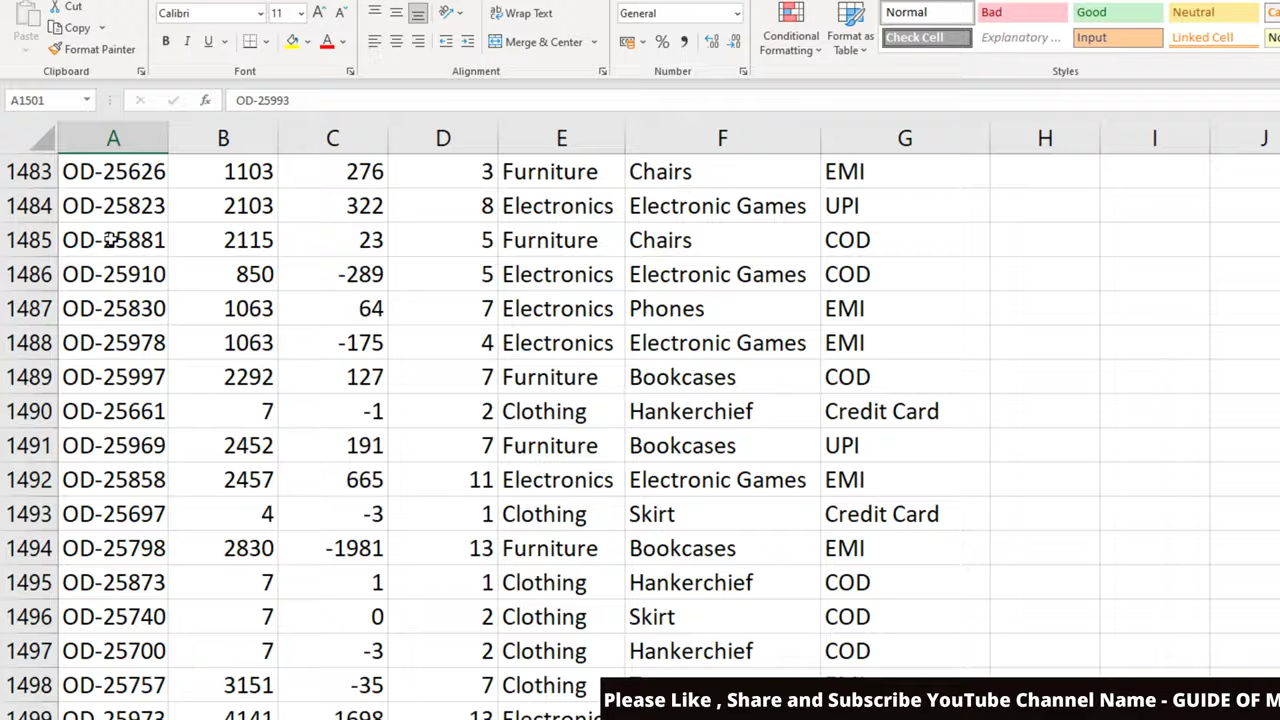 Cut
Calibri 11 A A Wrap Text General Normal Bad Good Neutral
Paste Copy
Format Painter B I U A Merge & Center % Conditional Formatting Format as Table Check Cell Explanatory ... Input Linked Cell
Clipboard Font Alignment Number Styles
A1501 fx OD-25993
A B C D E F G H I J
1483 OD-25626 1103 276 3 Furniture Chairs EMI
1484 OD-25823 2103 322 8 Electronics Electronic Games UPI
1485 OD-25881 2115 23 5 Furniture Chairs COD
1486 OD-25910 850 -289 5 Electronics Electronic Games COD
1487 OD-25830 1063 64 7 Electronics Phones EMI
1488 OD-25978 1063 -175 4 Electronics Electronic Games EMI
1489 OD-25997 2292 127 7 Furniture Bookcases COD
1490 OD-25661 7 -1 2 Clothing Hankerchief Credit Card
1491 OD-25969 2452 191 7 Furniture Bookcases UPI
1492 OD-25858 2457 665 11 Electronics Electronic Games EMI
1493 OD-25697 4 -3 1 Clothing Skirt Credit Card
1494 OD-25798 2830 -1981 13 Furniture Bookcases EMI
1495 OD-25873 7 1 1 Clothing Hankerchief COD
1496 OD-25740 7 0 2 Clothing Skirt COD
1497 OD-25700 7 -3 2 Clothing Hankerchief COD
1498 OD-25757 3151 -35 7 Clothing
1499 OD-25973 4141 1698 13
Please Like , Share and Subscribe YouTube Channel Name - GUIDE OF